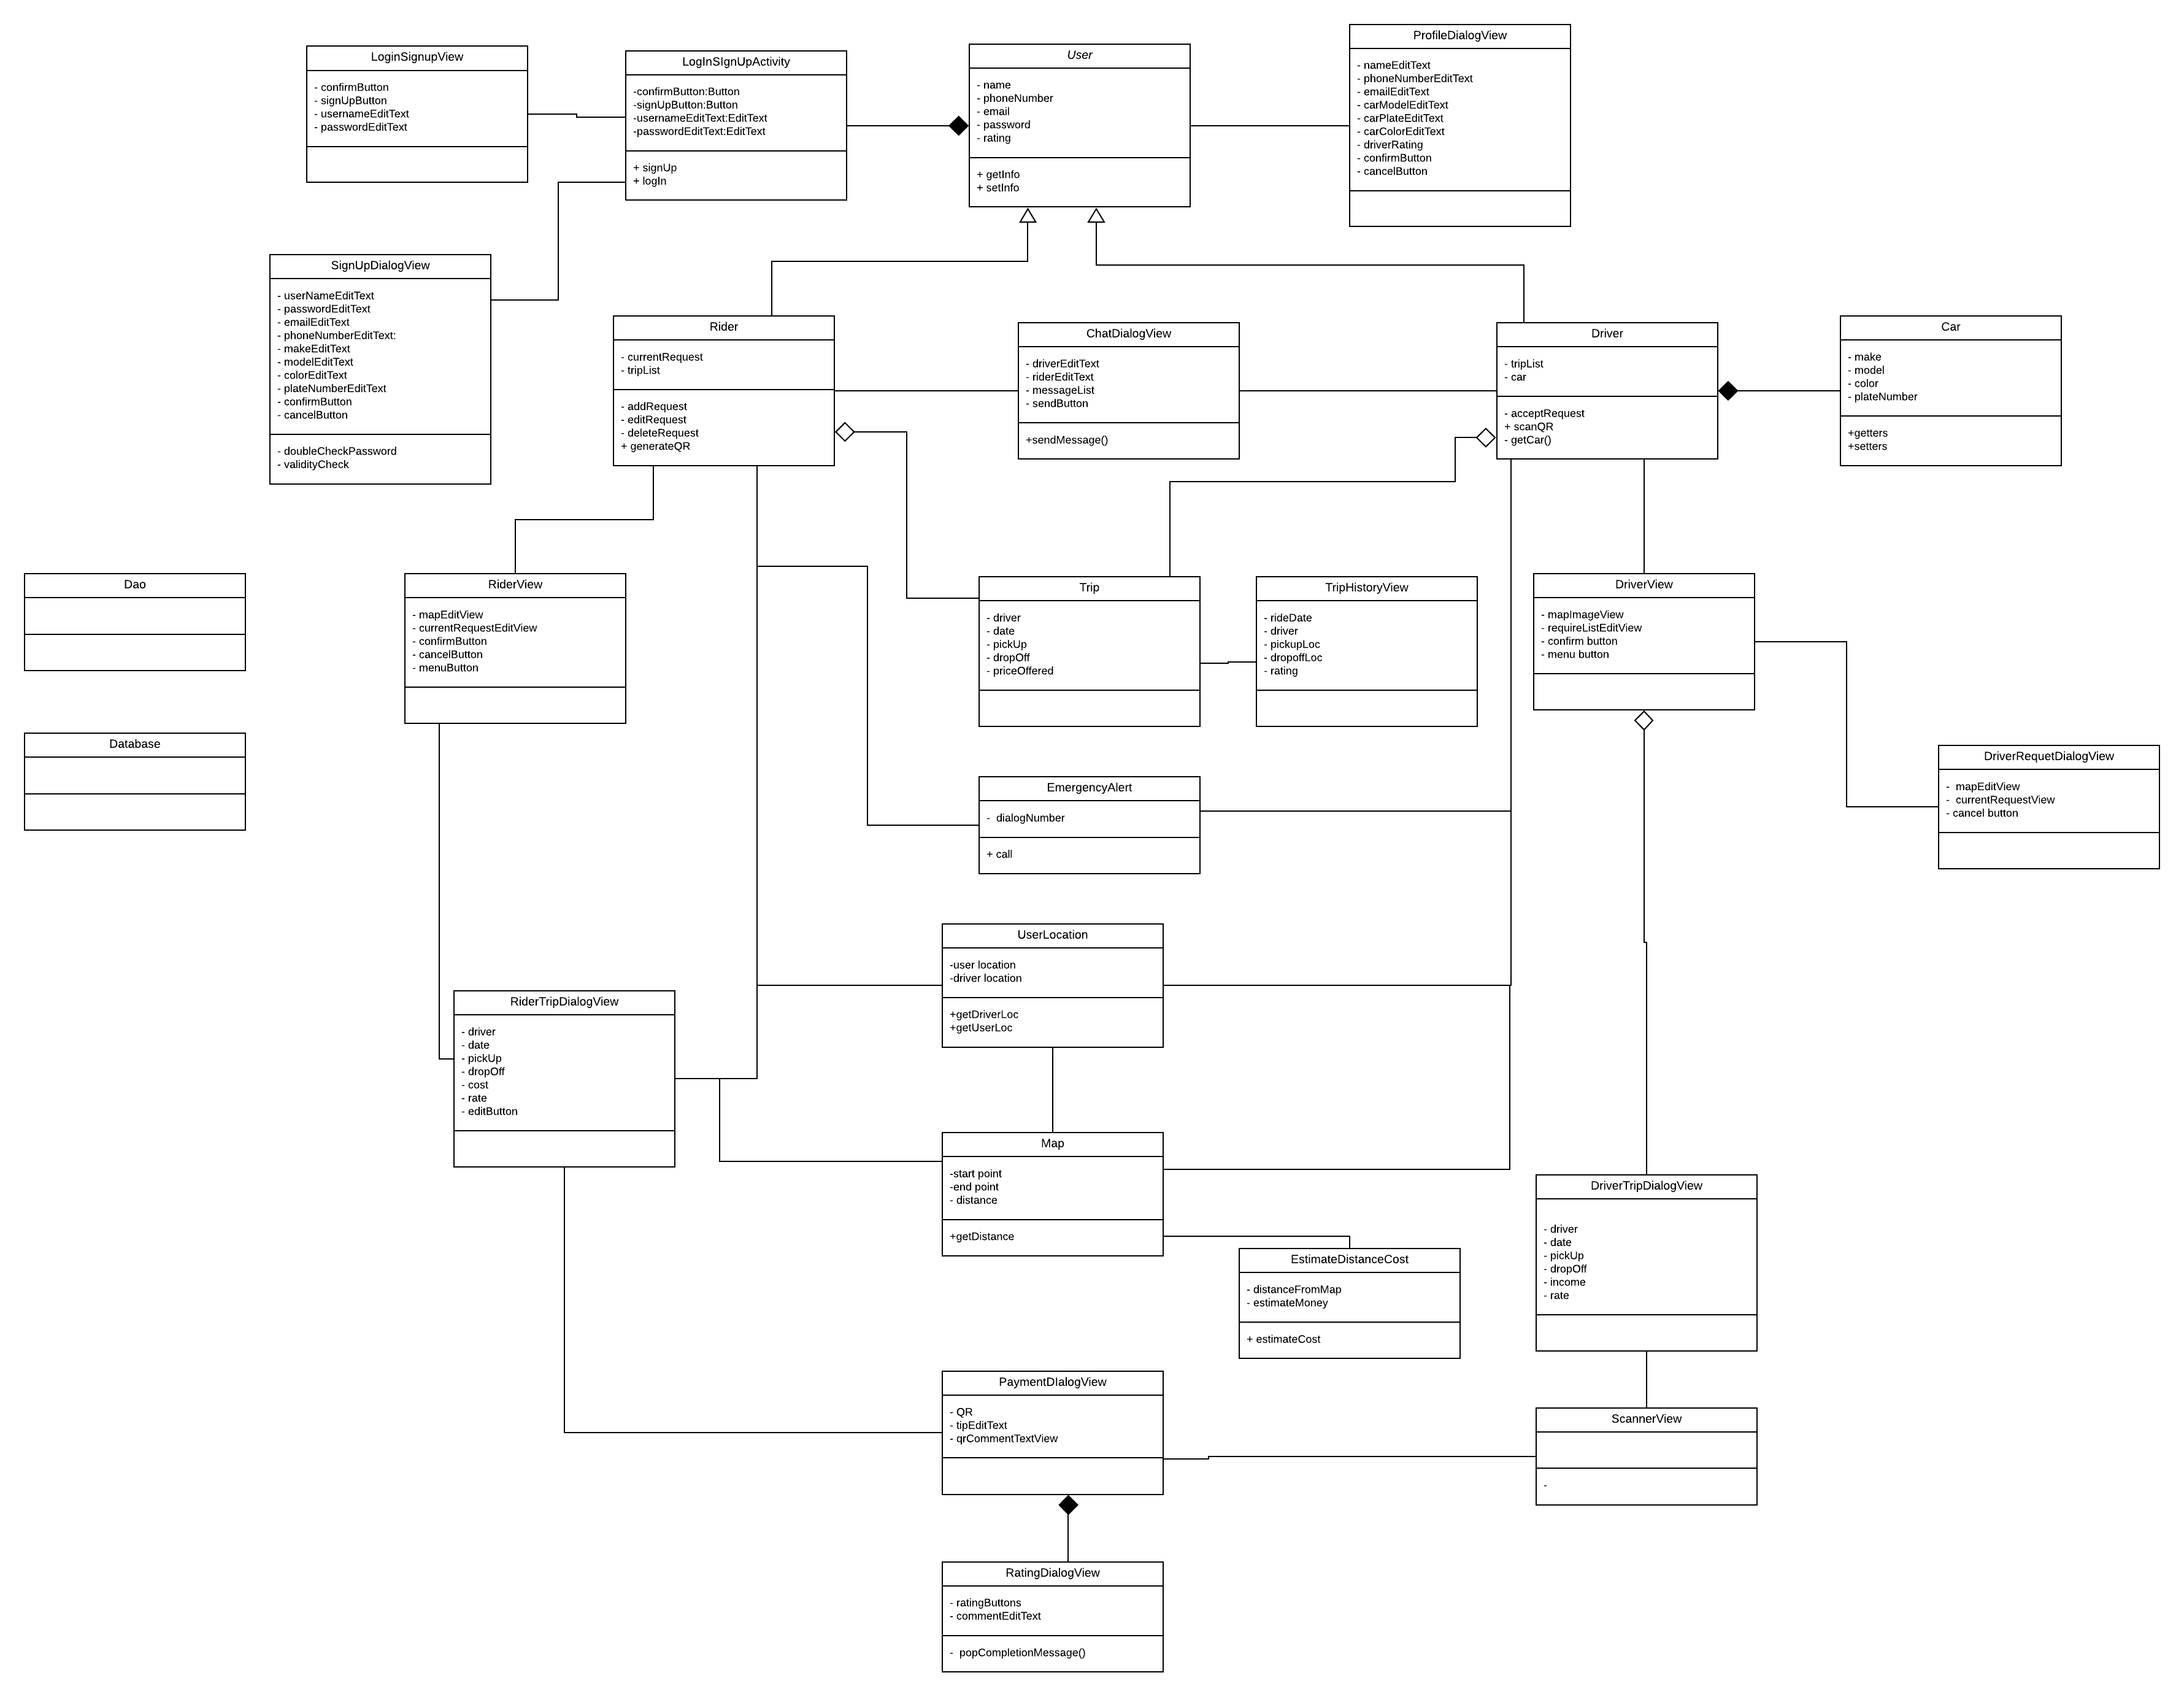 LoginSignupView
- confirmButton
- signUpButton
- usernameEditText
- passwordEditText
LogInSIgnUpActivity
-confirmButton:Button
-signUpButton:Button
-usernameEditText:EditText
-passwordEditText:EditText
+ signUp
+ logIn
User
- name
- phoneNumber
- email
- password
- rating
+ getInfo
+ setInfo
ProfileDialogView
- nameEditText
- phoneNumberEditText
- emailEditText
- carModelEditText
- carPlateEditText
- carColorEditText
- driverRating
- confirmButton
- cancelButton
SignUpDialogView
- userNameEditText
- passwordEditText
- emailEditText
- phoneNumberEditText:
- makeEditText
- modelEditText
- colorEditText
- plateNumberEditText
- confirmButton
- cancelButton
- doubleCheckPassword
- validityCheck
Rider
- currentRequest
- tripList
- addRequest
- editRequest
- deleteRequest
+ generateQR
ChatDialogView
- driverEditText
- riderEditText
- messageList
- sendButton
+sendMessage()
Driver
- tripList
- car
- acceptRequest
+ scanQR
- getCar()
Car
- make
- model
- color
- plateNumber
+getters
+setters
Dao
RiderView
- mapEditView
- currentRequestEditView
- confirmButton
- cancelButton
- menuButton
Trip
- driver
- date
- pickUp
- dropOff
- priceOffered
TripHistoryView
- rideDate
- driver
- pickupLoc
- dropoffLoc
- rating
DriverView
- mapImageView
- requireListEditView
- confirm button
- menu button
Database
DriverRequetDialogView
- mapEditView
- currentRequestView
- cancel button
EmergencyAlert
- dialogNumber
+ call
UserLocation
-user location
-driver location
+getDriverLoc
+getUserLoc
RiderTripDialogView
- driver
- date
- pickUp
- dropOff
- cost
- rate
- editButton
Map
-start point
-end point
- distance
+getDistance
DriverTripDialogView
- driver
- date
- pickUp
- dropOff
- income
- rate
EstimateDistanceCost
- distanceFromMap
- estimateMoney
+ estimateCost
PaymentDIalogView
- QR
- tipEditText
- qrCommentTextView
ScannerView
-
RatingDialogView
- ratingButtons
- commentEditText
- popCompletionMessage()